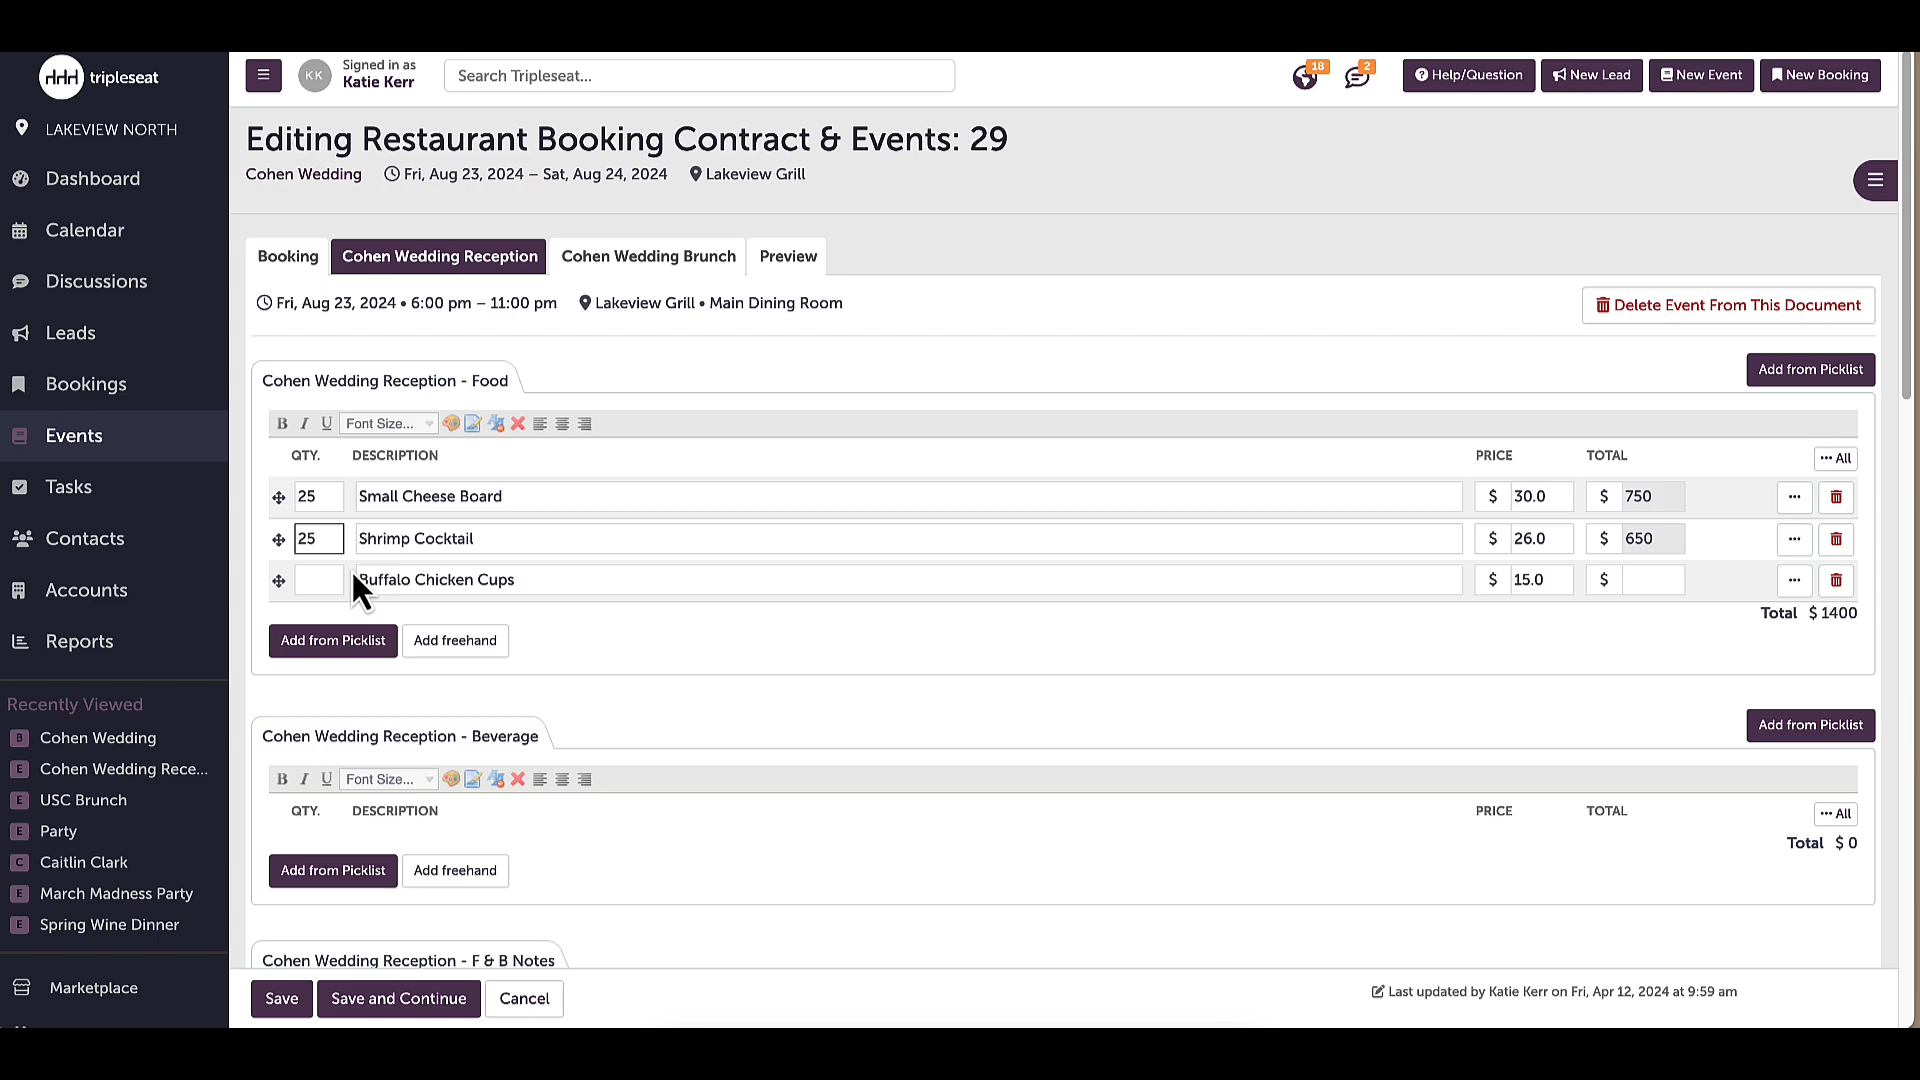 tripleseat
KK
Signed in as
Katie Kerr
Search Tripleseat...
18
2
Help/Question
New Lead
New Event
New Booking
LAKEVIEW NORTH
Dashboard
Calendar
Discussions
Leads
Bookings
Events
Tasks
Contacts
Accounts
Reports
Recently Viewed
B Cohen Wedding
E Cohen Wedding Rece...
E USC Brunch
E Party
C Caitlin Clark
E March Madness Party
E Spring Wine Dinner
Marketplace
Editing Restaurant Booking Contract & Events: 29
Cohen Wedding Fri, Aug 23, 2024 – Sat, Aug 24, 2024 Lakeview Grill
Booking Cohen Wedding Reception Cohen Wedding Brunch Preview
Fri, Aug 23, 2024 • 6:00 pm – 11:00 pm Lakeview Grill • Main Dining Room
Delete Event From This Document
Cohen Wedding Reception - Food
Add from Picklist
B I U Font Size...
QTY. DESCRIPTION PRICE TOTAL ··· All
25 Small Cheese Board $ 30.0 $ 750 ···
25 Shrimp Cocktail $ 26.0 $ 650 ···
Buffalo Chicken Cups $ 15.0 $ ···
Total $ 1400
Add from Picklist Add freehand
Cohen Wedding Reception - Beverage
Add from Picklist
B I U Font Size...
QTY. DESCRIPTION PRICE TOTAL ··· All
Total $ 0
Add from Picklist Add freehand
Cohen Wedding Reception - F & B Notes
Save Save and Continue Cancel
Last updated by Katie Kerr on Fri, Apr 12, 2024 at 9:59 am